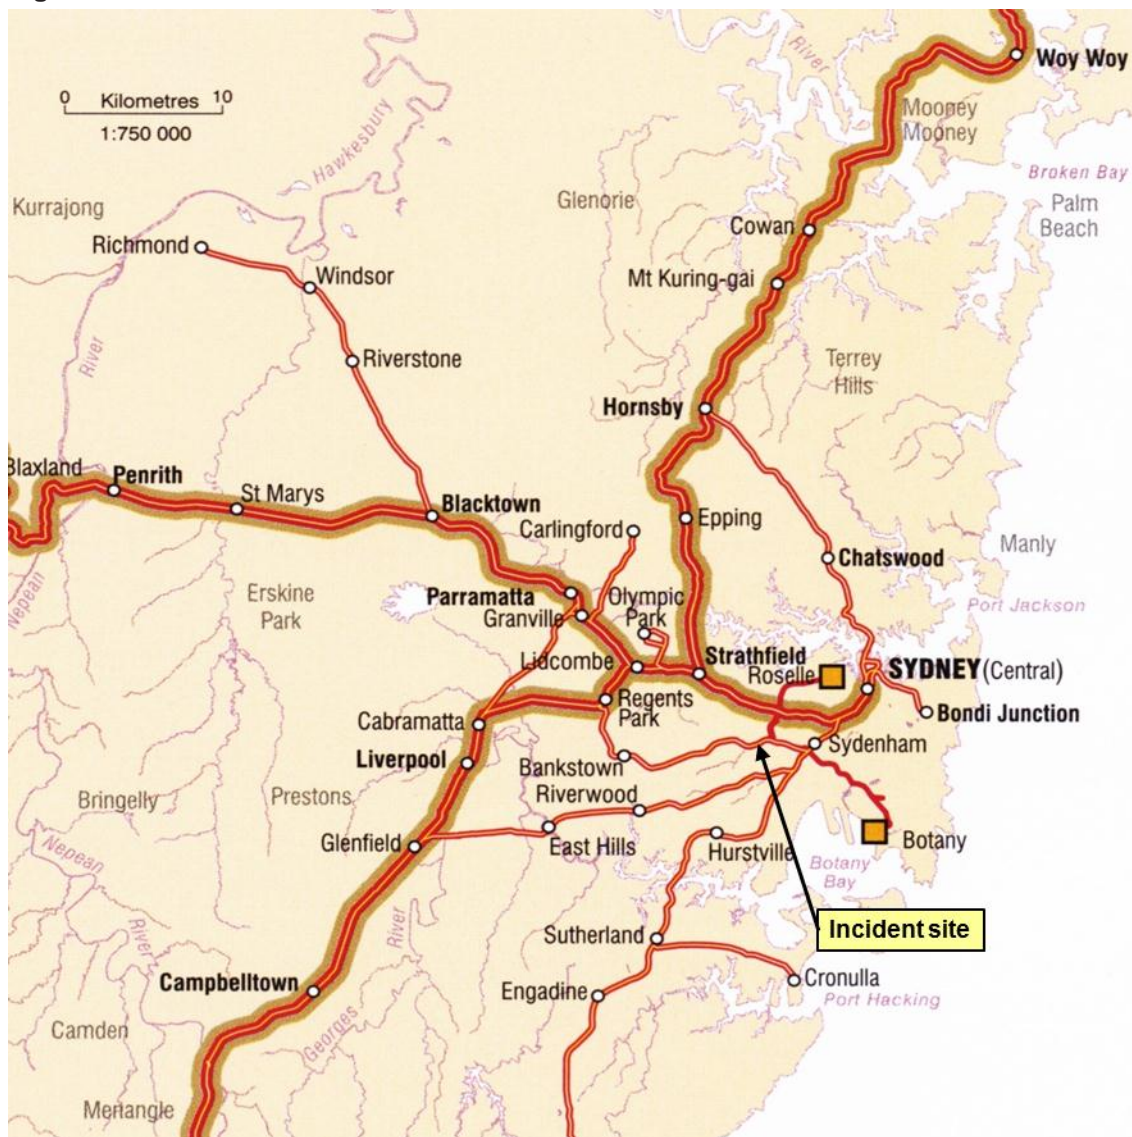 0 Kilometres 10
1:750 000
River
Woy Woy
Mooney
Mooney
Hawkesbury
Broken Bay
Kurrajong
Glenorie
Palm
Beach
Richmond
Cowan
Windsor
Mt Kuring-gai
River
Riverstone
Terrey
Hills
Hornsby
Blaxland
Penrith
St Marys
Blacktown
Carlingford
Epping
Chatswood
Manly
Nepean
Erskine
Park
Parramatta
Granville
Olympic
Park
Port Jackson
Lidcombe
Strathfield
Roselle
SYDNEY (Central)
Regents
Park
Cabramatta
Bondi Junction
Liverpool
Bankstown
Sydenham
Riverwood
Bringelly
Prestons
Glenfield
East Hills
Hurstville
Botany
Nepean
River
Botany
Bay
River
Incident site
Sutherland
Campbelltown
Engadine
Cronulla
Port Hacking
Camden
Georges
Menangle